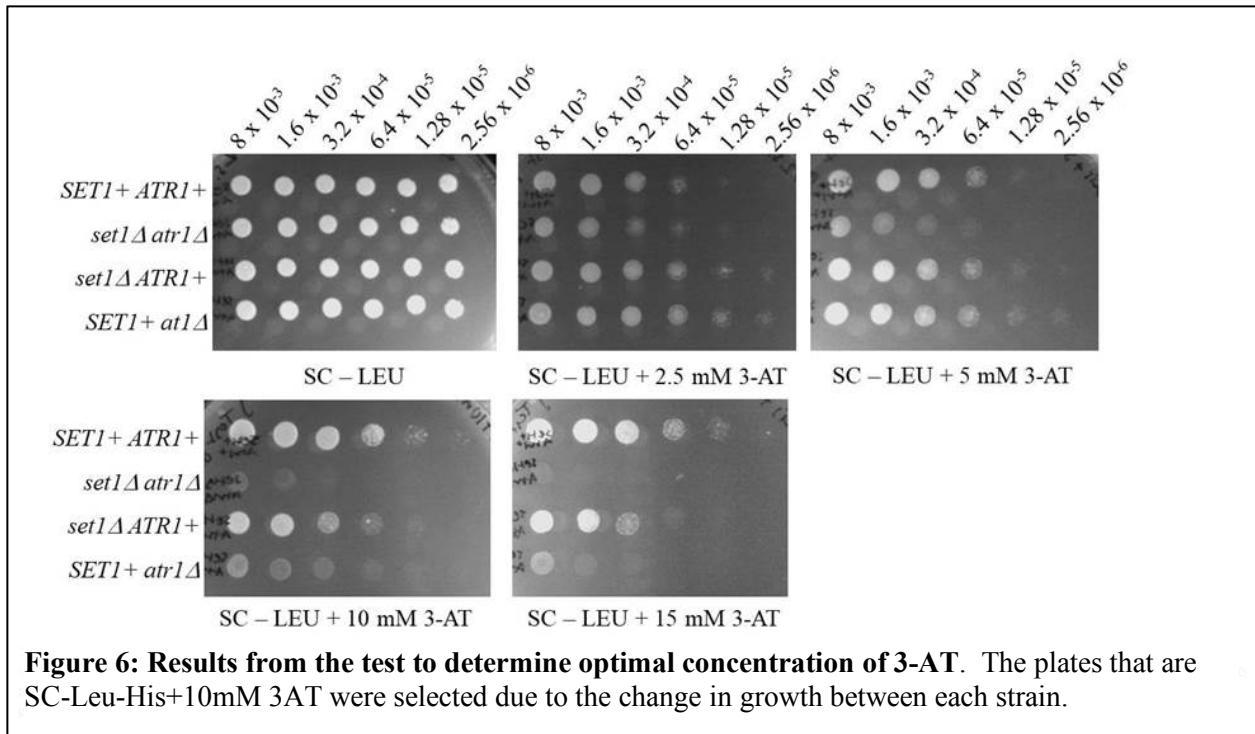 8 x 10⁻³ 1.6 x 10⁻³ 3.2 x 10⁻⁴ 6.4 x 10⁻⁵ 1.28 x 10⁻⁵ 2.56 x 10⁻⁶ 8 x 10⁻³ 1.6 x 10⁻³ 3.2 x 10⁻⁴ 6.4 x 10⁻⁵ 1.28 x 10⁻⁵ 2.56 x 10⁻⁶ 8 x 10⁻³ 1.6 x 10⁻³ 3.2 x 10⁻⁴ 6.4 x 10⁻⁵ 1.28 x 10⁻⁵ 2.56 x 10⁻⁶
SET1+ ATR1+
set1Δ atr1Δ
set1Δ ATR1+
SET1+ at1Δ
SC – LEU SC – LEU + 2.5 mM 3-AT SC – LEU + 5 mM 3-AT
SET1+ ATR1+
set1Δ atr1Δ
set1Δ ATR1+
SET1+ atr1Δ
SC – LEU + 10 mM 3-AT SC – LEU + 15 mM 3-AT
Figure 6: Results from the test to determine optimal concentration of 3-AT. The plates that are
SC-Leu-His+10mM 3AT were selected due to the change in growth between each strain.